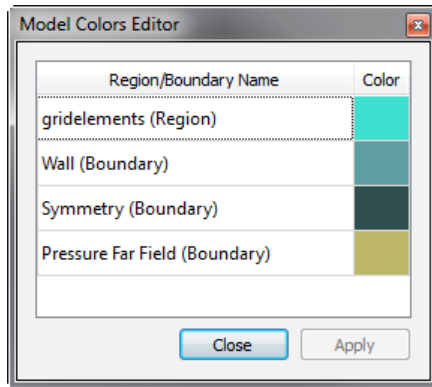 Model Colors Editor
Region/Boundary Name Color
gridelements (Region)
Wall (Boundary)
Symmetry (Boundary)
Pressure Far Field (Boundary)
Close Apply